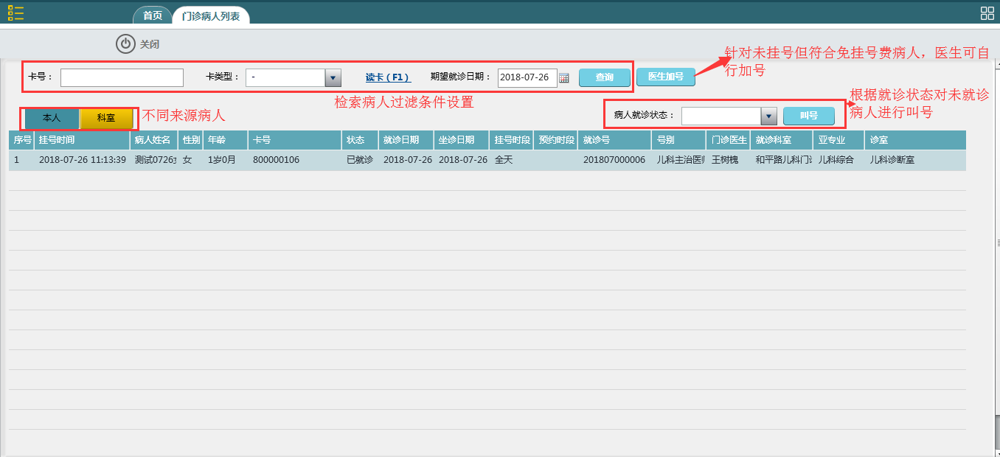 首页 门诊病人列表
关闭
针对未挂号但符合免挂号费病人，医生可自
行加号
卡号： 卡类型： - 读卡（F1） 期望就诊日期： 2018-07-26 查询 医生加号
检索病人过滤条件设置
根据就诊状态对未就诊
病人进行叫号
本人 科室 不同来源病人 病人就诊状态： 叫号
序号 挂号时间 病人姓名 性别 年龄 卡号 状态 就诊日期 坐诊日期 挂号时段 预约时段 就诊号 号别 门诊医生 就诊科室 亚专业 诊室
1 2018-07-26 11:13:39 测试0726 女 1岁0月 800000106 已就诊 2018-07-26 2018-07-26 全天 201807000006 儿科主治医 王树槐 和平路儿科门 儿科综合 儿科诊断室